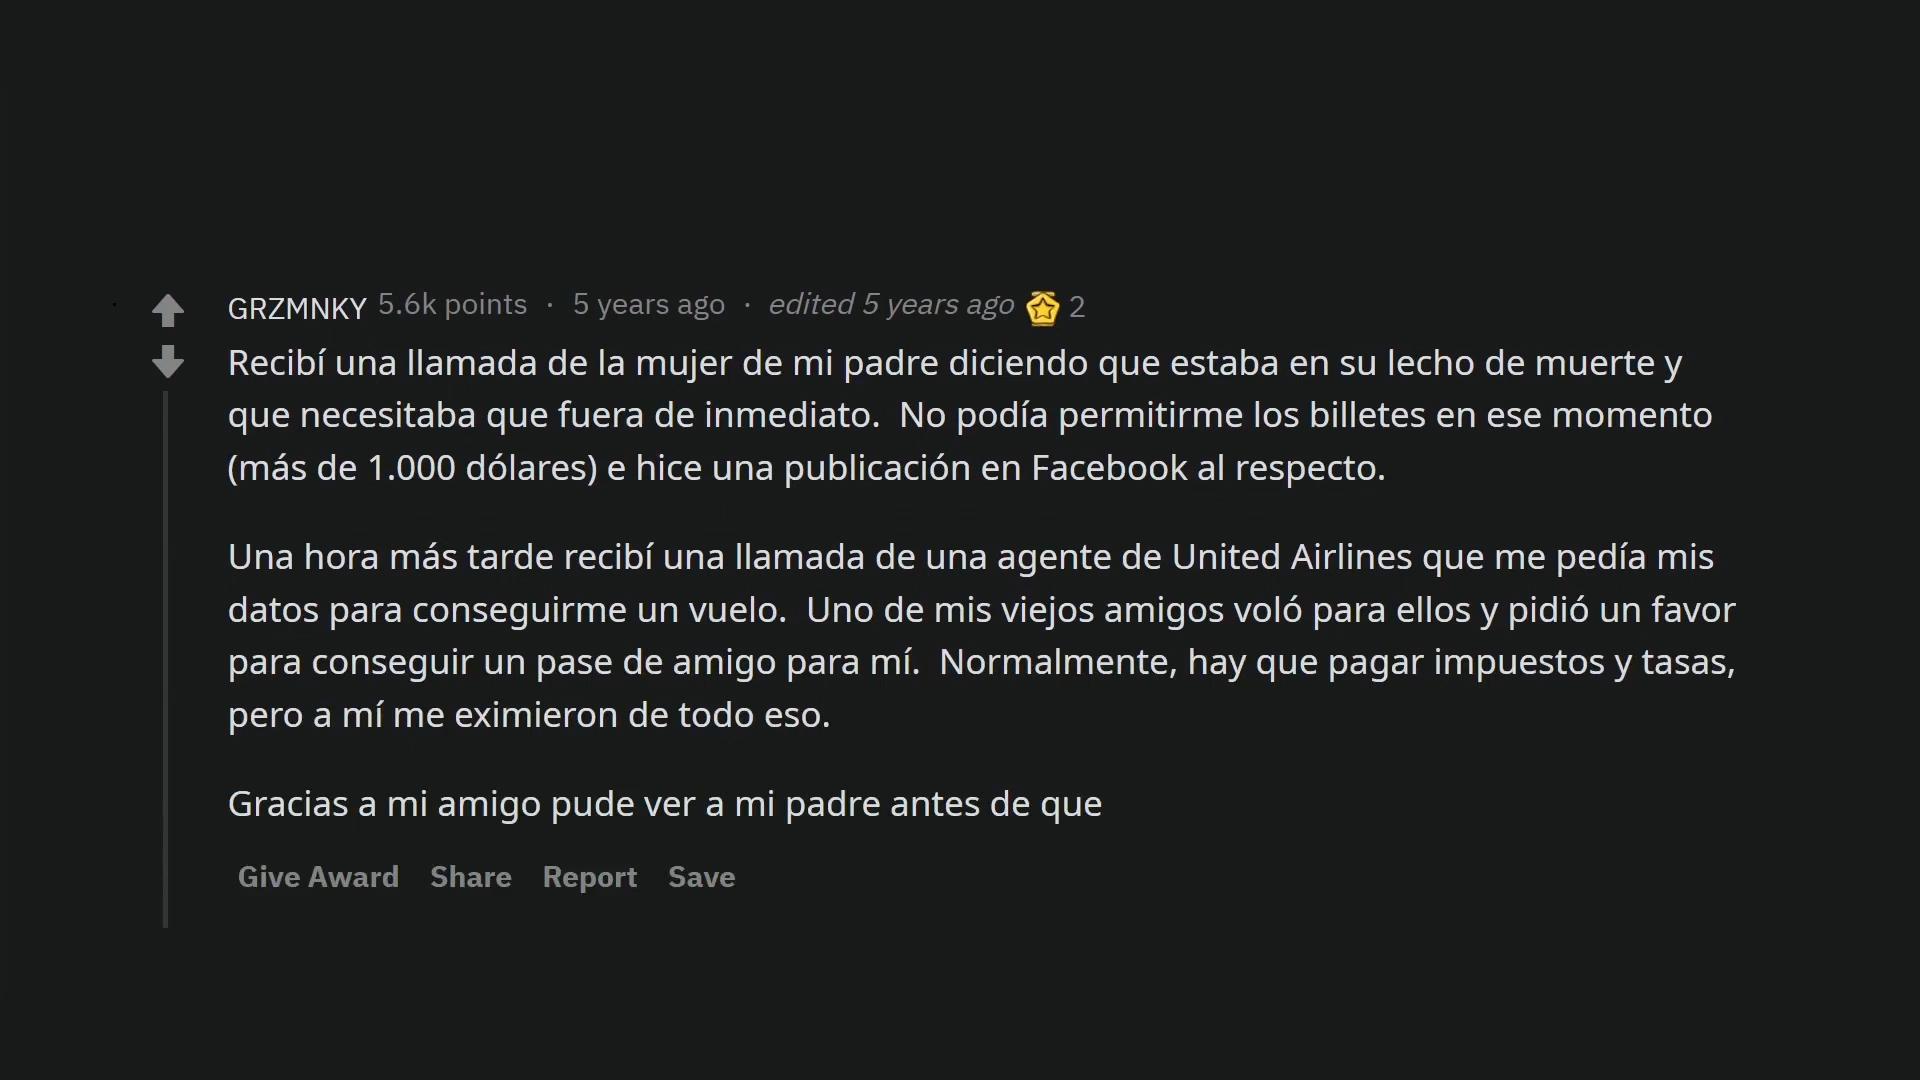 GRZMNKY 5.6k points · 5 years ago · edited 5 years ago 2
Recibí una llamada de la mujer de mi padre diciendo que estaba en su lecho de muerte y
que necesitaba que fuera de inmediato.  No podía permitirme los billetes en ese momento
(más de 1.000 dólares) e hice una publicación en Facebook al respecto.
Una hora más tarde recibí una llamada de una agente de United Airlines que me pedía mis
datos para conseguirme un vuelo.  Uno de mis viejos amigos voló para ellos y pidió un favor
para conseguir un pase de amigo para mí.  Normalmente, hay que pagar impuestos y tasas,
pero a mí me eximieron de todo eso.
Gracias a mi amigo pude ver a mi padre antes de que
Give Award Share Report Save